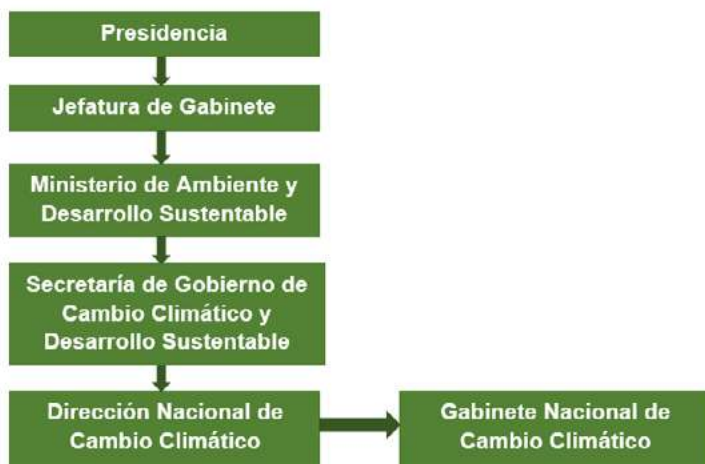 Presidencia
Jefatura de Gabinete
Ministerio de Ambiente y
Desarrollo Sustentable
Secretaría de Gobierno de
Cambio Climático y
Desarrollo Sustentable
Dirección Nacional de
Cambio Climático
Gabinete Nacional de
Cambio Climático